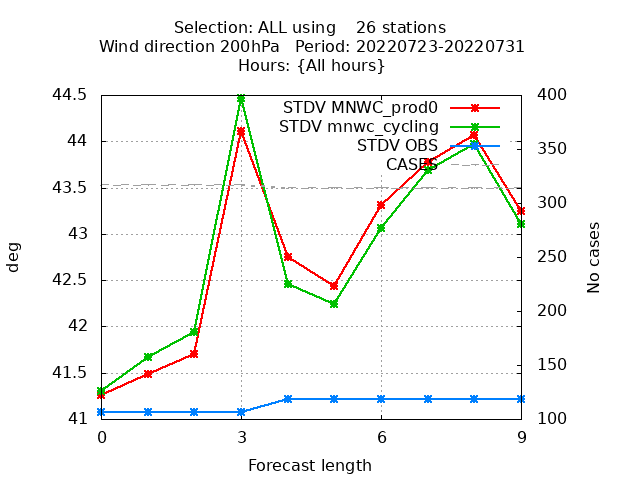 Selection: ALL using    26 stations
Wind direction 200hPa   Period: 20220723-20220731
Hours: {All hours}
44.5
44
43.5
43
42.5
42
41.5
41
400
350
300
250
200
150
100
STDV MNWC_prod0
STDV mnwc_cycling
STDV OBS
CASES
deg
No cases
0
3
6
9
Forecast length